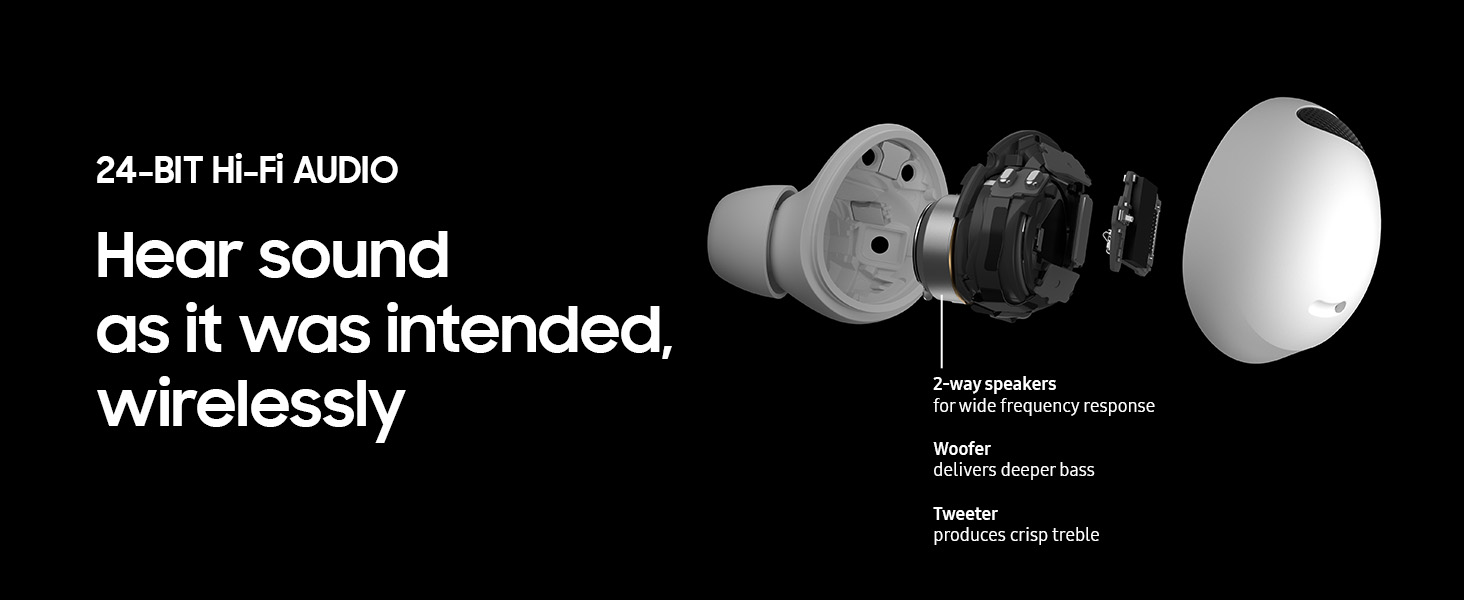 24-BIT Hi-Fi AUDIO
Hear sound
as it was intended,
wirelessly
2-way speakers
for wide frequency response
Woofer
delivers deeper bass
Tweeter
produces crisp treble